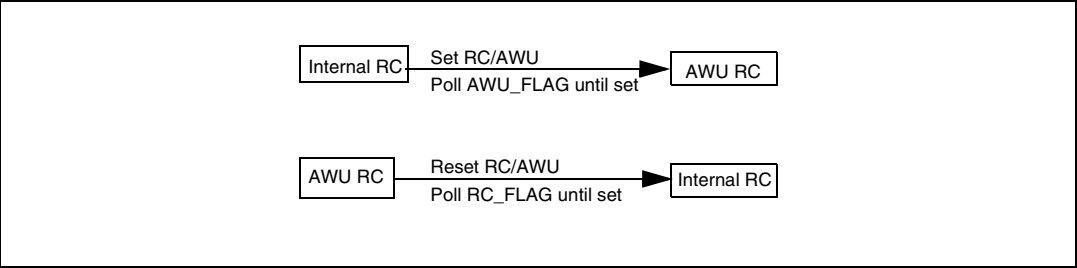 Internal RC
Set RC/AWU
Poll AWU_FLAG until set
AWU RC
AWU RC
Reset RC/AWU
Poll RC_FLAG until set
Internal RC